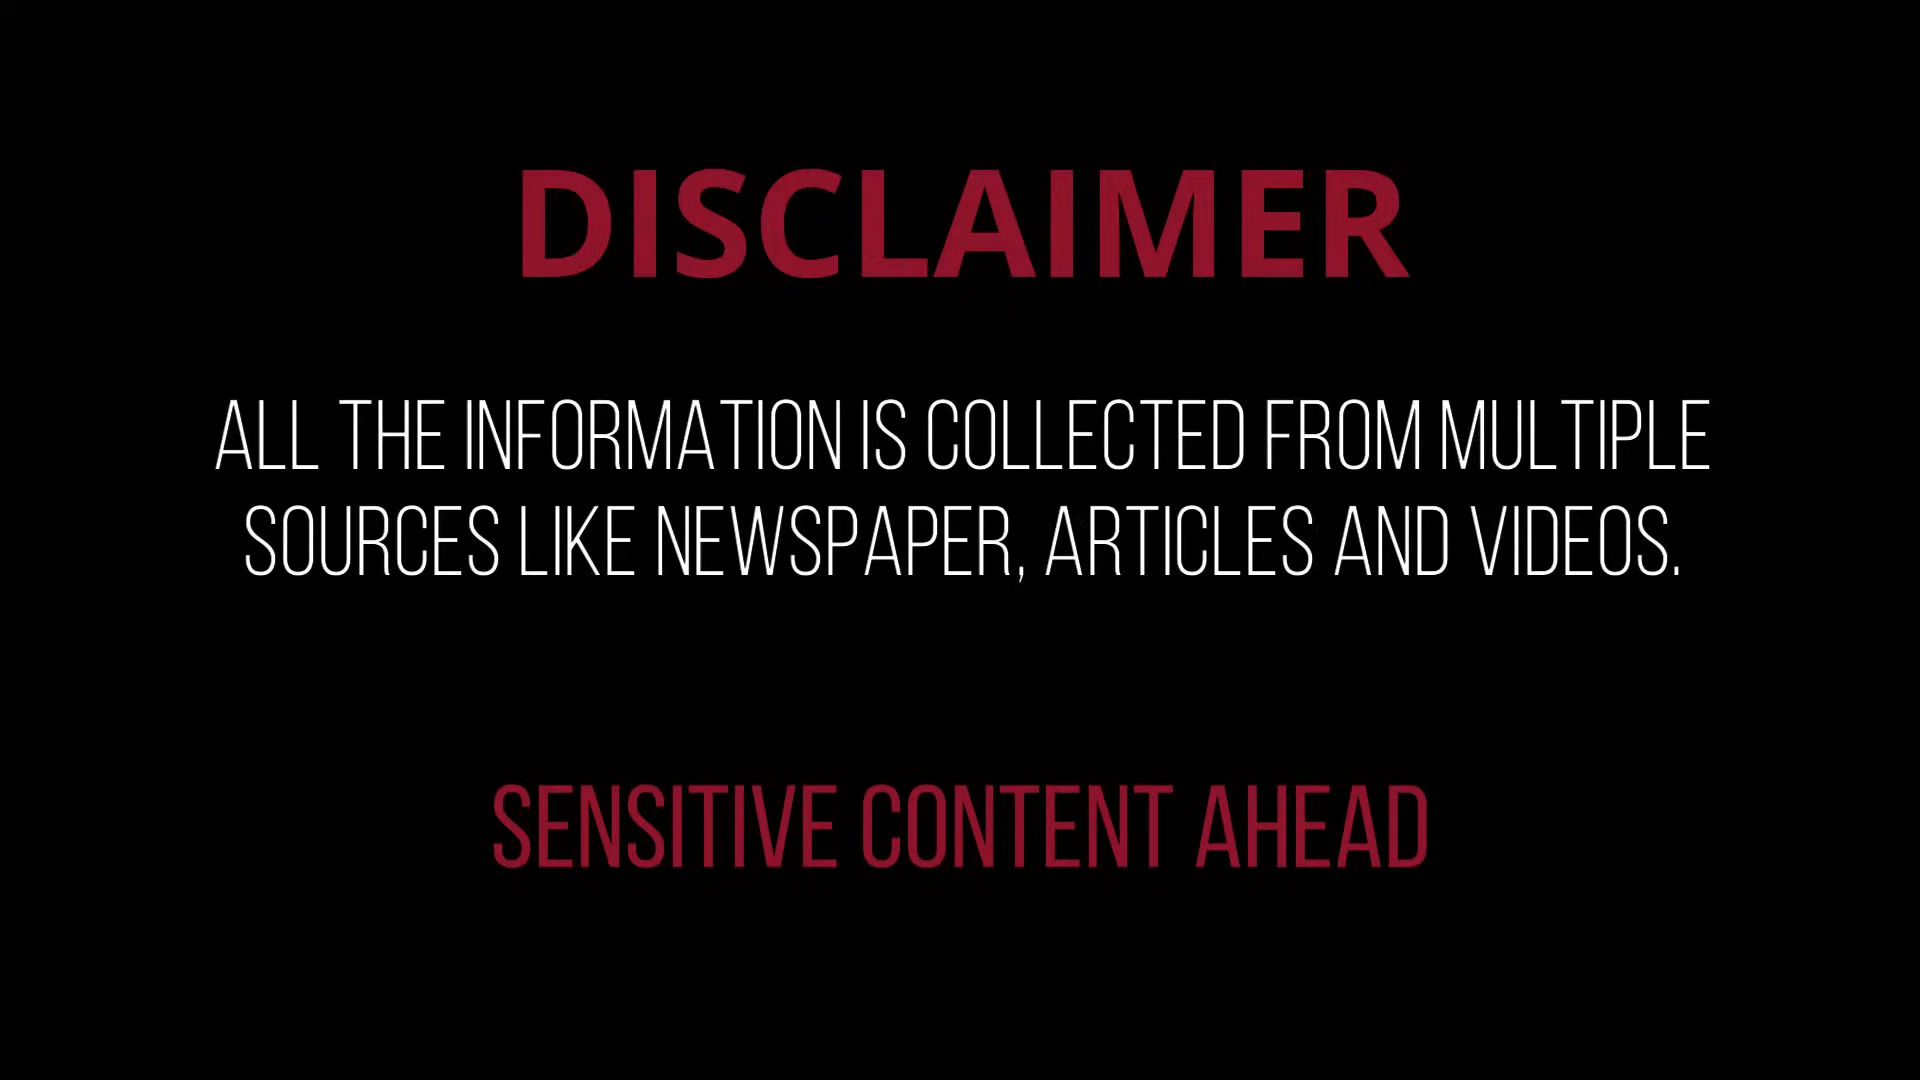 DISCLAIMER
ALL THE INFORMATION IS COLLECTED FROM MULTIPLE
SOURCES LIKE NEWSPAPER, ARTICLES AND VIDEOS.
SENSITIVE CONTENT AHEAD